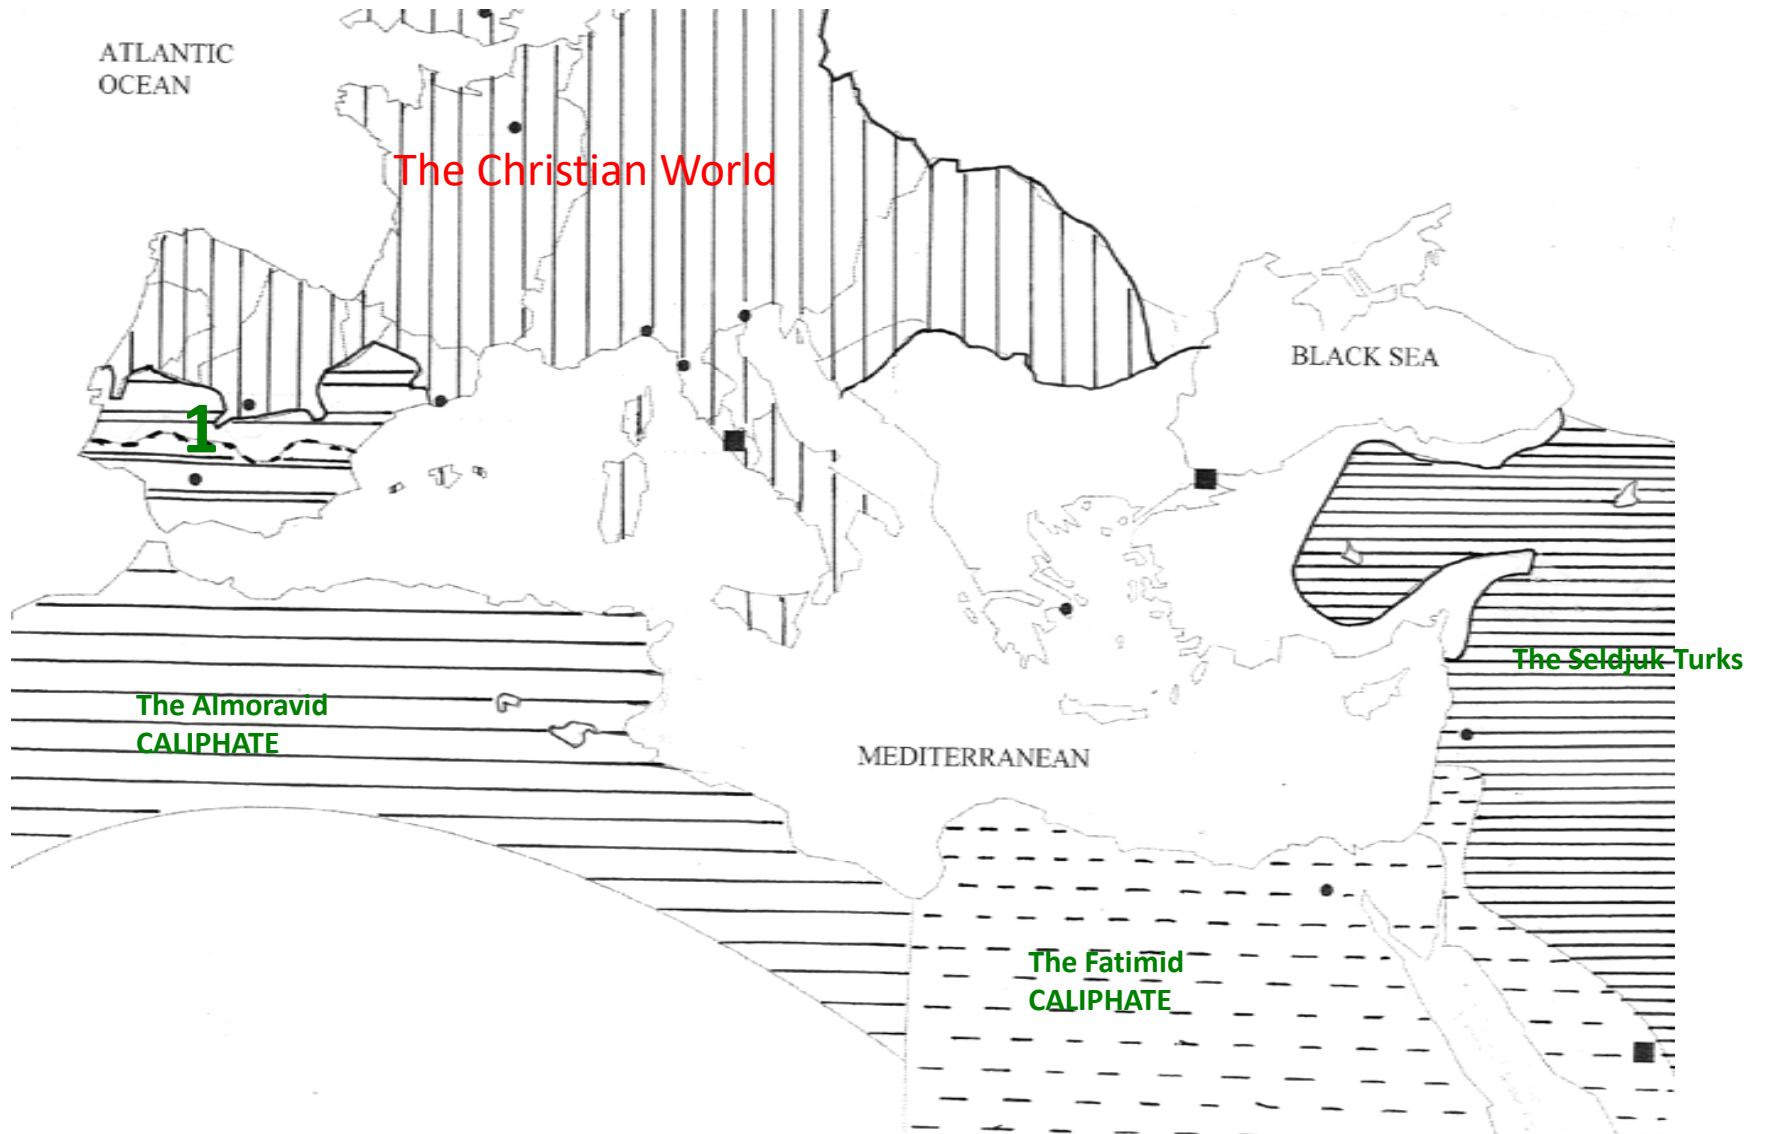 ATLANTIC
OCEAN
The Christian World
BLACK SEA
1
The Seldjuk Turks
The Almoravid
CALIPHATE
MEDITERRANEAN
The Fatimid
CALIPHATE